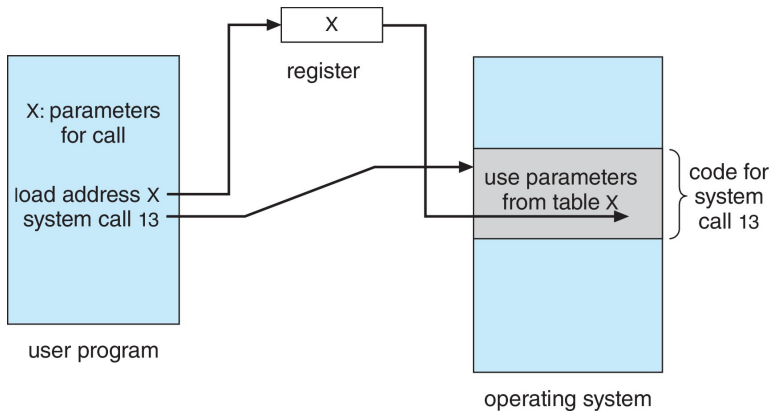 X
register
X: parameters
for call
load address X
system call 13
use parameters
from table X
code for
system
call 13
user program
operating system